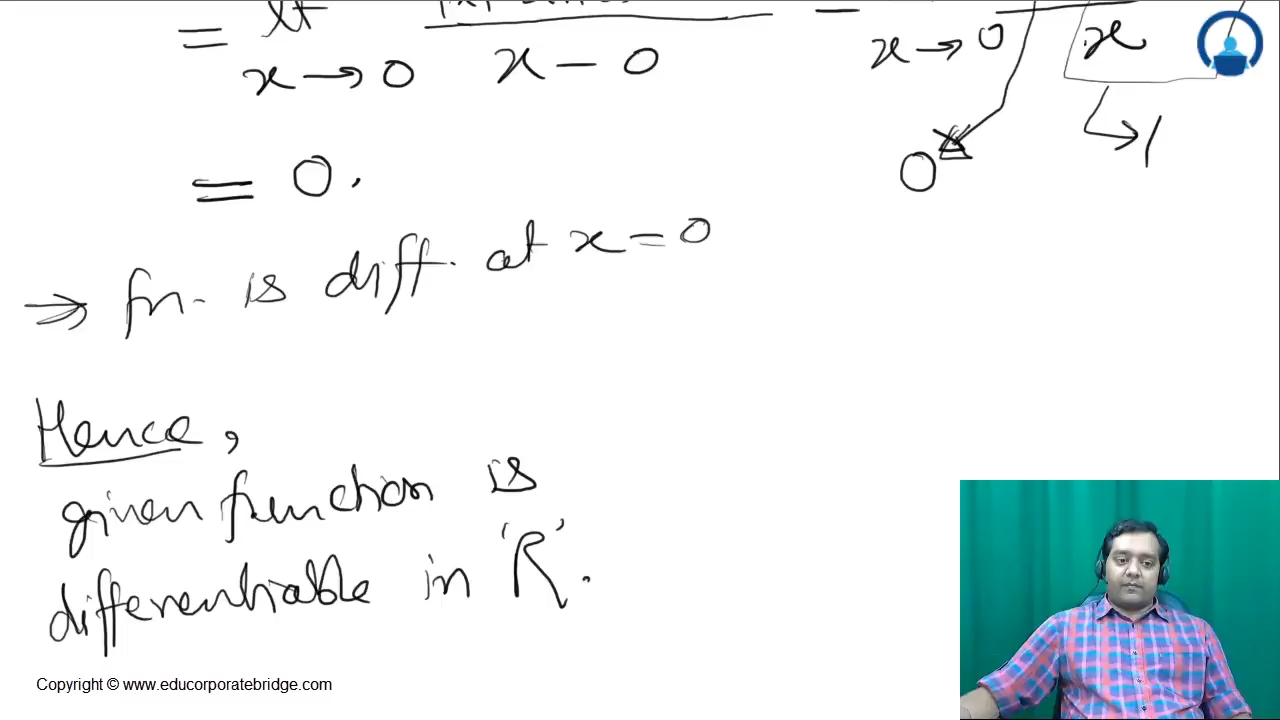 = lt
x → 0 x - 0 x → 0 x
0 1
= 0.
⇒ fn. is diff. at x = 0
Hence,
given function is
differentiable in 'R'.
Copyright © www.educorporatebridge.com